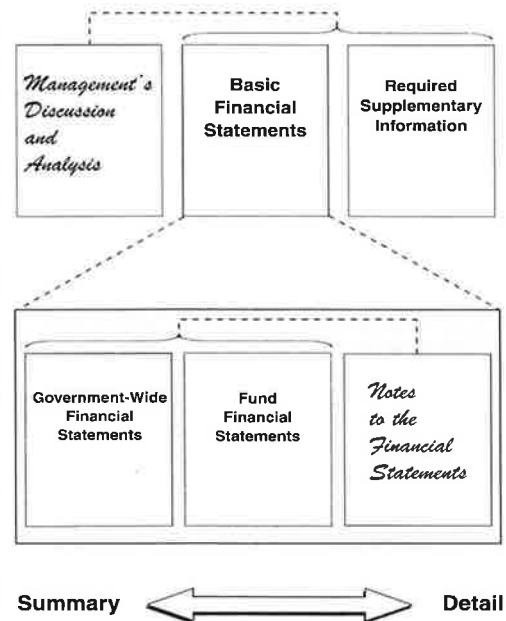 Management's
Discussion
and
Analysis
Basic
Financial
Statements
Required
Supplementary
Information
Government-Wide
Financial
Statements
Fund
Financial
Statements
Notes
to the
Financial
Statements
Summary
Detail